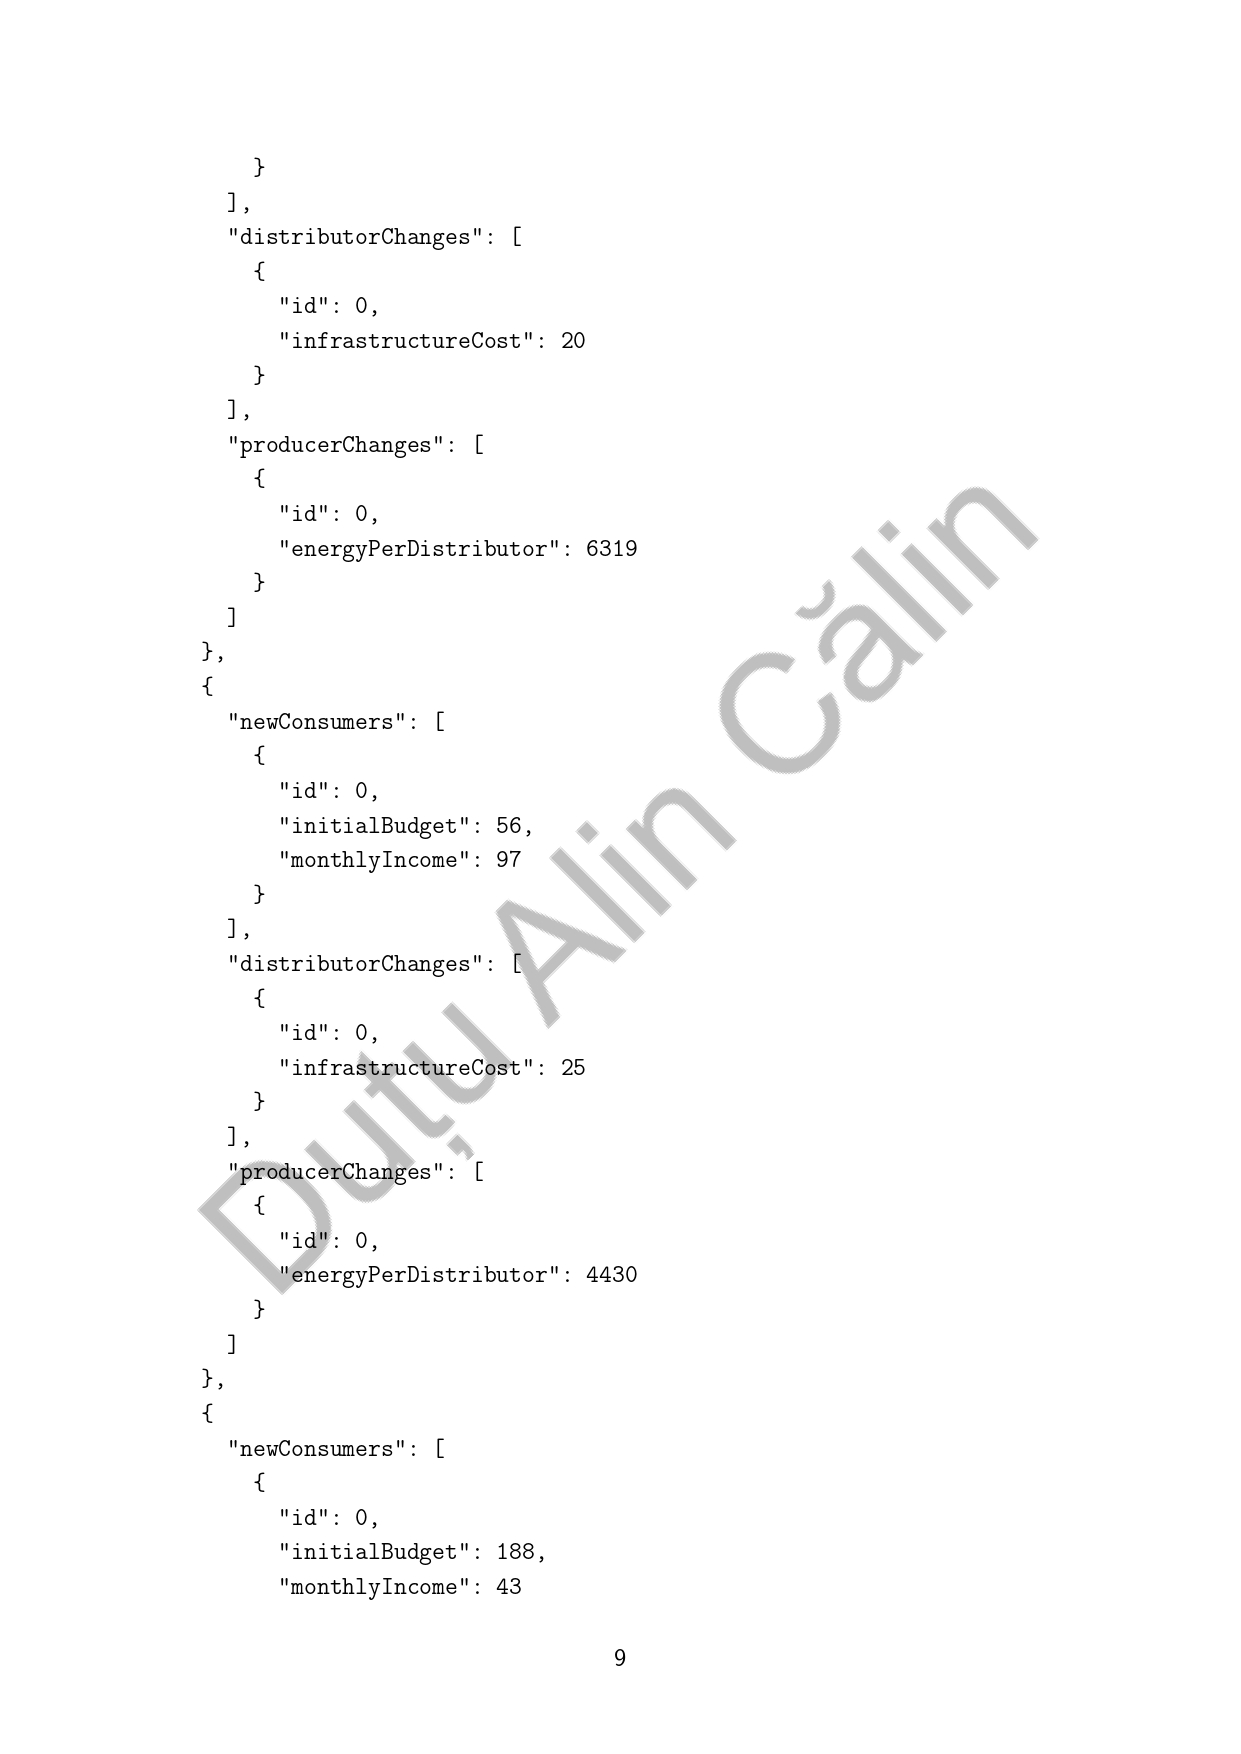 }
],
"distributorChanges": [
{
"id": 0,
"infrastructureCost": 20
}
],
"producerChanges": [
{
"id": 0,
"energyPerDistributor": 6319
}
]
},
{
"newConsumers": [
{
"id": 0,
"initialBudget": 56,
"monthlyIncome": 97
}
],
"distributorChanges": [
{
"id": 0,
"infrastructureCost": 25
}
],
"producerChanges": [
{
"id": 0,
"energyPerDistributor": 4430
}
]
},
{
"newConsumers": [
{
"id": 0,
"initialBudget": 188,
"monthlyIncome": 43
9
Duțu Alin Călin